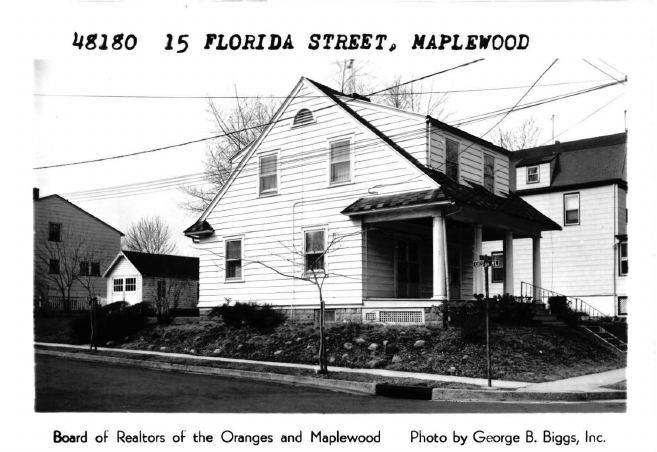 48180 15 FLORIDA STREET, MAPLEWOOD
Board of Realtors of the Oranges and Maplewood Photo by George B. Biggs, Inc.